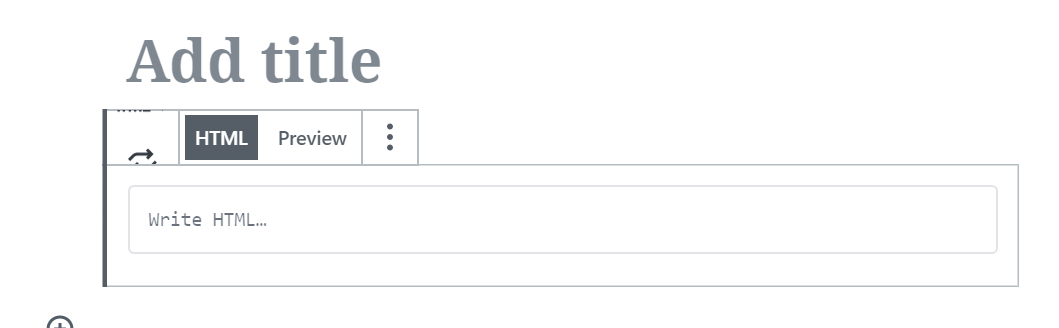 Add title
HTML Preview
Write HTML…